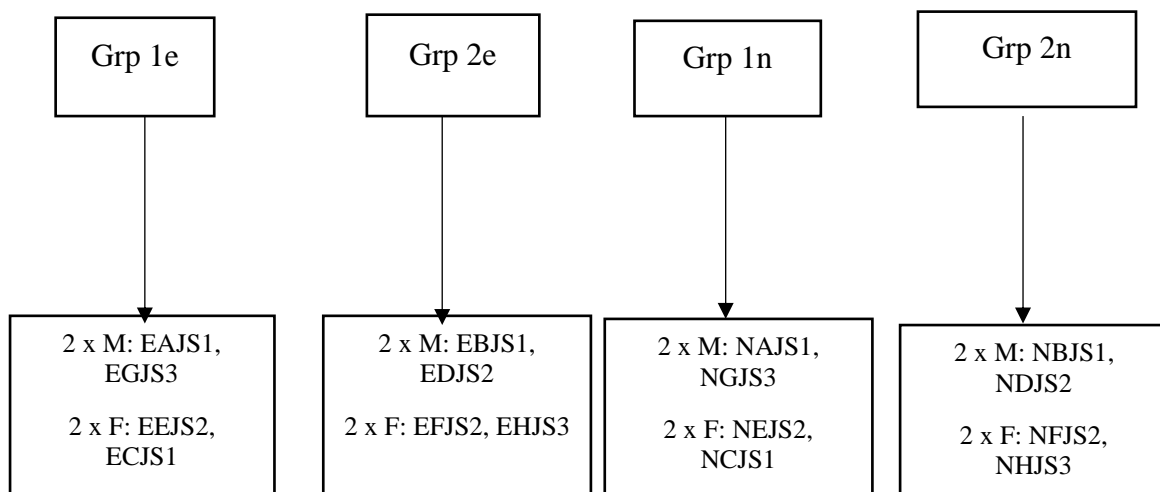 Grp 1e
Grp 2e
Grp 1n
Grp 2n
2 x M: EAJS1,
EGJS3
2 x F: EEJS2,
ECJS1
2 x M: EBJS1,
EDJS2
2 x F: EFJS2, EHJS3
2 x M: NAJS1,
NGJS3
2 x F: NEJS2,
NCJS1
2 x M: NBJS1,
NDJS2
2 x F: NFJS2,
NHJS3